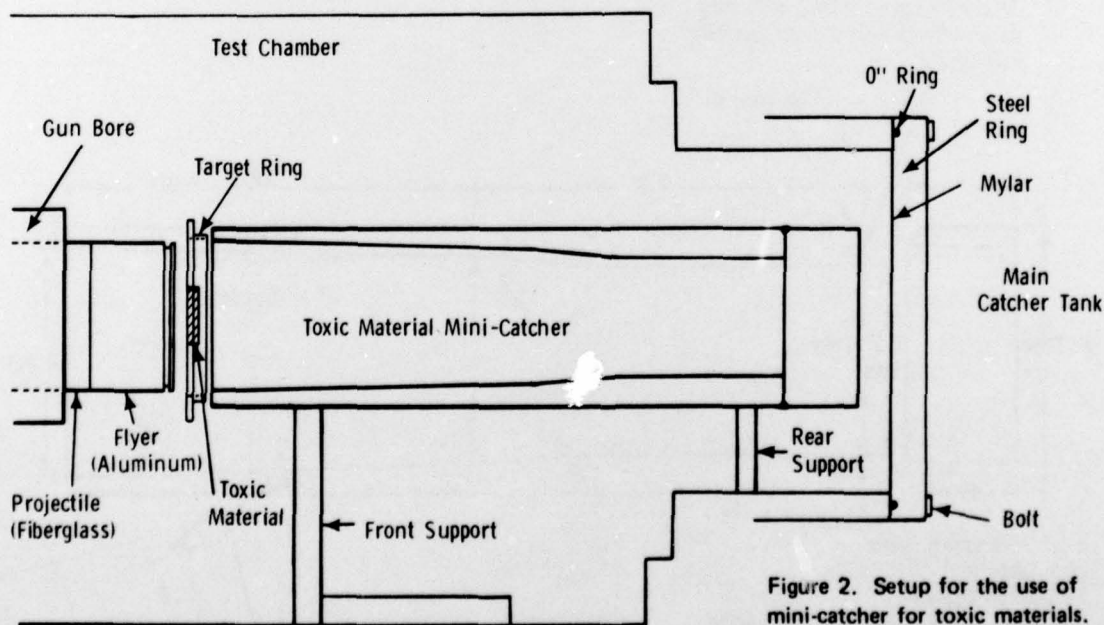 Test Chamber
0'' Ring
Steel
Ring
Gun Bore
Target Ring
Mylar
Main
Catcher Tank
Toxic Material Mini-Catcher
Flyer
(Aluminum)
Rear
Support
Projectile
(Fiberglass)
Toxic
Material
Front Support
Bolt
Figure 2. Setup for the use of
mini-catcher for toxic materials.